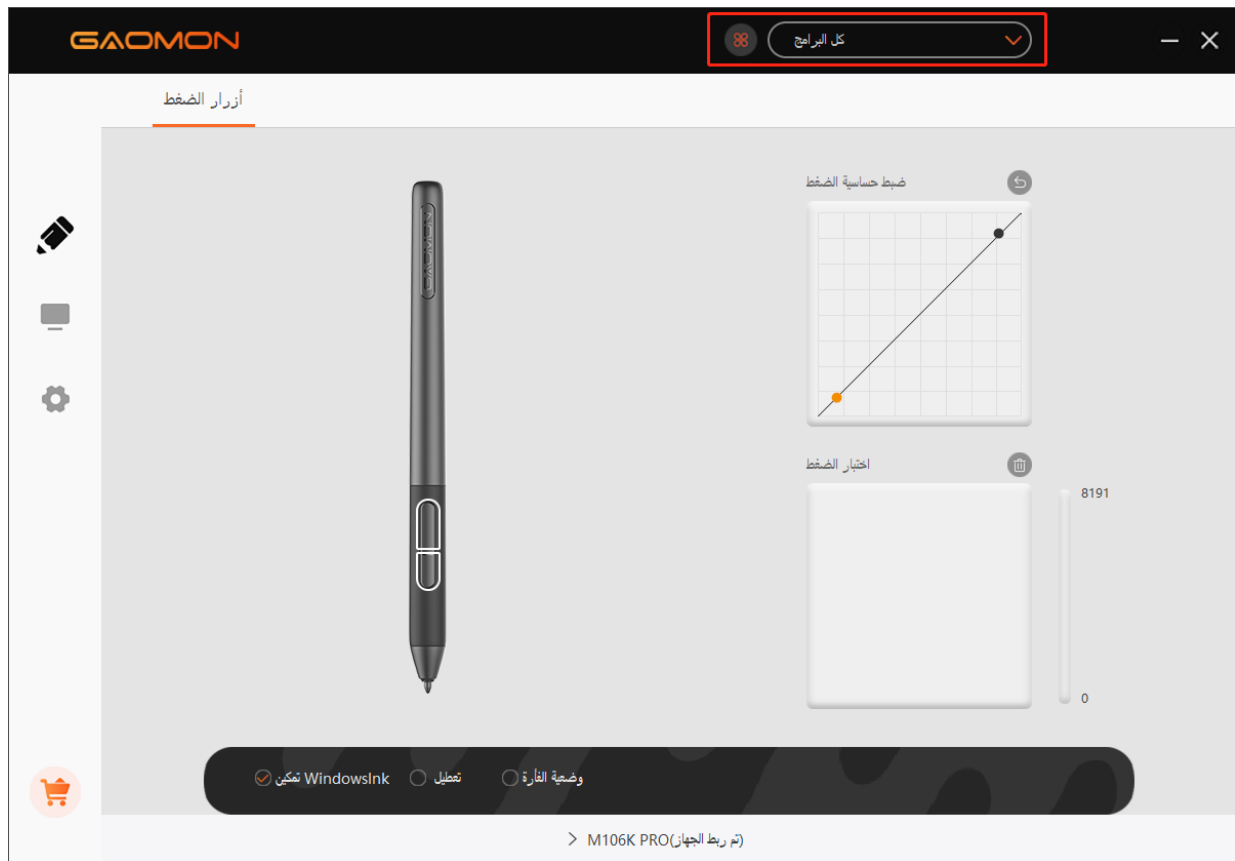 GAOMON
كل البرامج
أزرار الضغط
GAOMON
ضبط حساسية الضغط
اختبار الضغط
8191
0
تمكين WindowsInk
تعطيل
وضعية الفأرة
M106K PRO(تم ربط الجهاز)